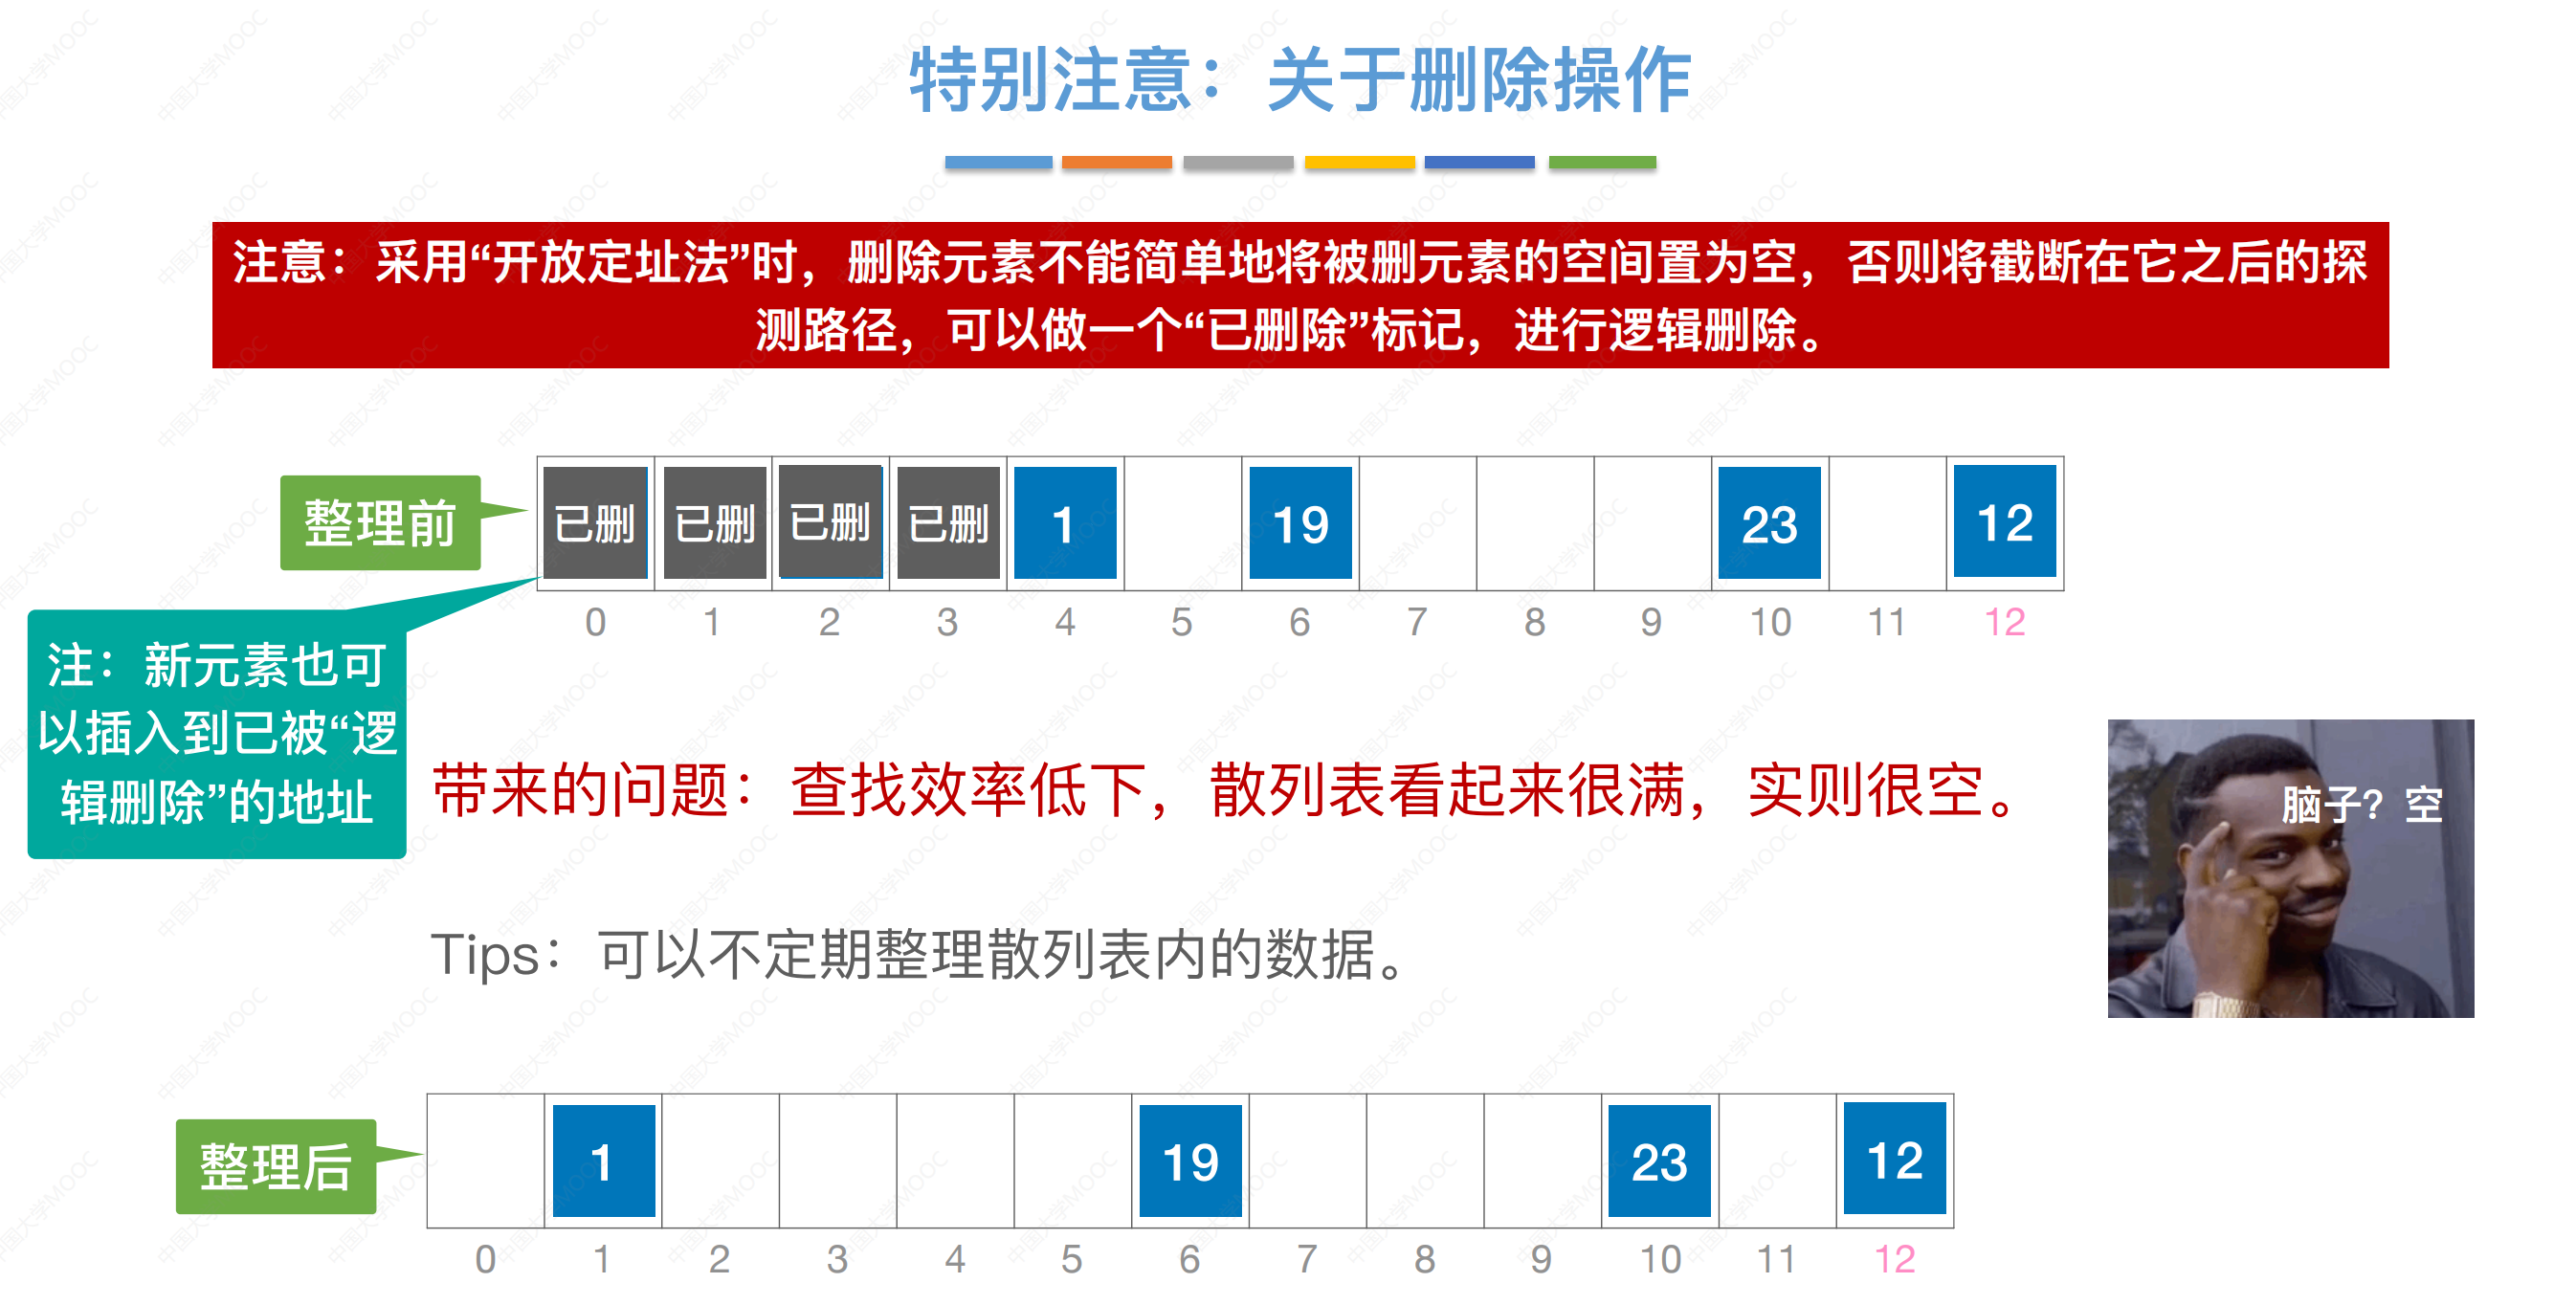 特别注意：关于删除操作
注意：采用“开放定址法”时，删除元素不能简单地将被删元素的空间置为空，否则将截断在它之后的探
测路径，可以做一个“已删除”标记，进行逻辑删除。
整理前
已删 已删 已删 已删 1 19 23 12
0 1 2 3 4 5 6 7 8 9 10 11 12
注：新元素也可
以插入到已被“逻
辑删除”的地址
带来的问题：查找效率低下，散列表看起来很满，实则很空。
脑子？空
Tips：可以不定期整理散列表内的数据。
整理后
1 19 23 12
0 1 2 3 4 5 6 7 8 9 10 11 12
中国大学MOOC